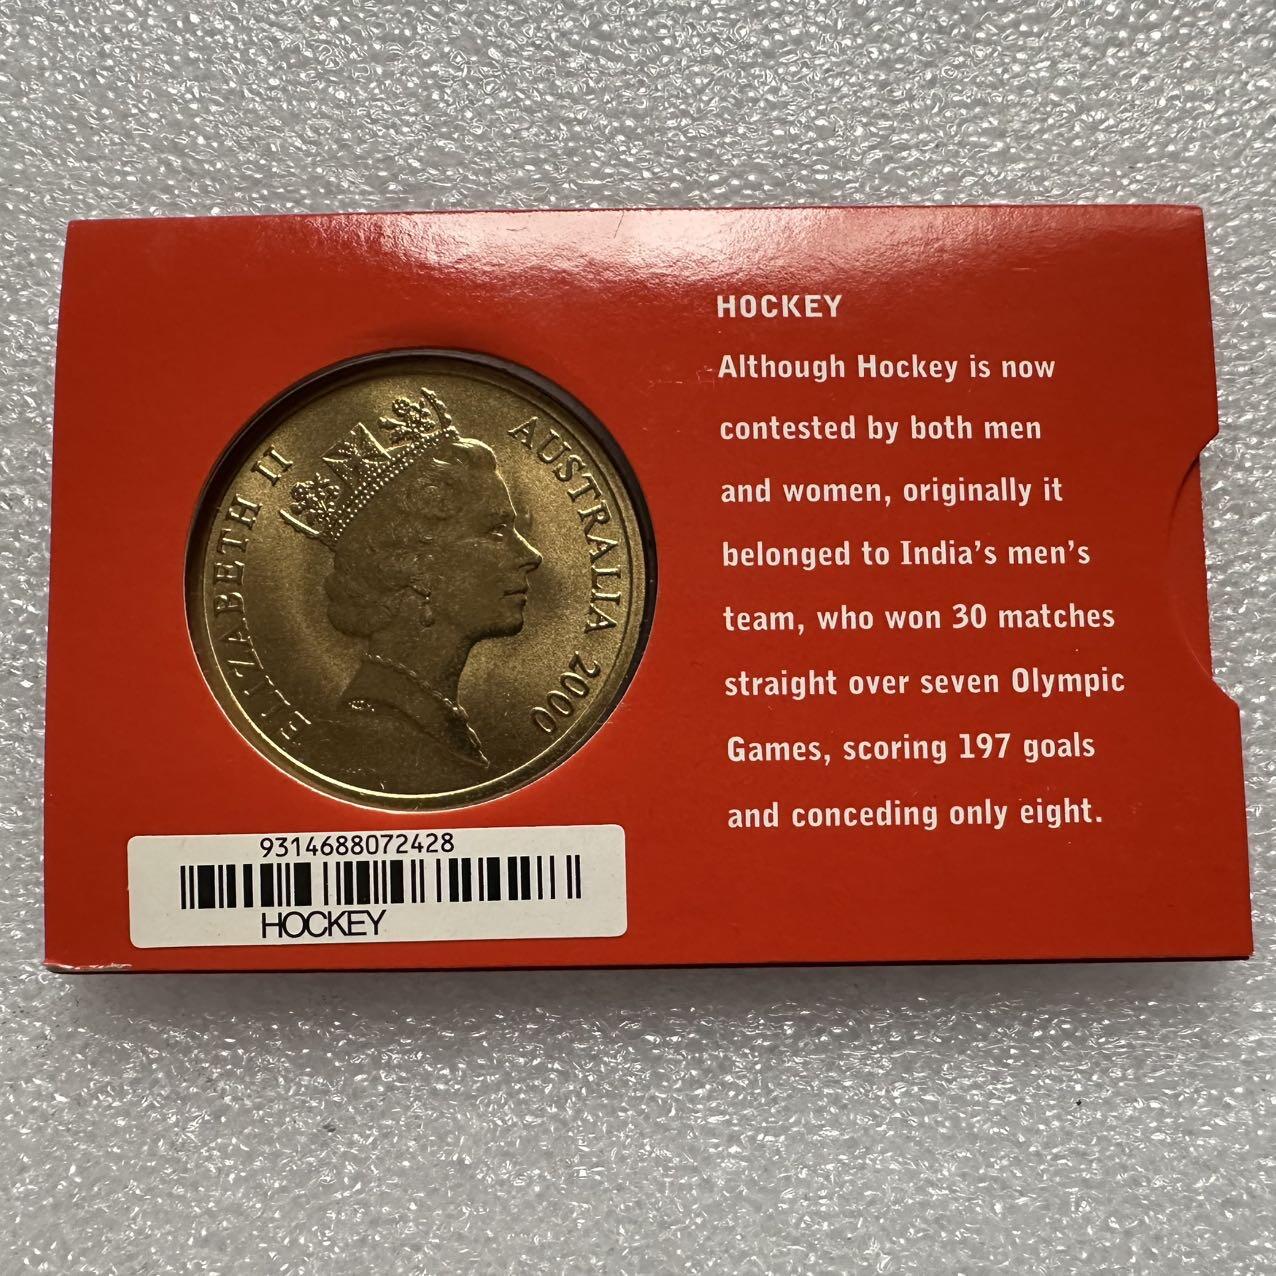 ELIZABETH II
AUSTRALIA 2000
HOCKEY
Although Hockey is now
contested by both men
and women, originally it
belonged to India's men's
team, who won 30 matches
straight over seven Olympic
Games, scoring 197 goals
and conceding only eight.
9314688072428
HOCKEY